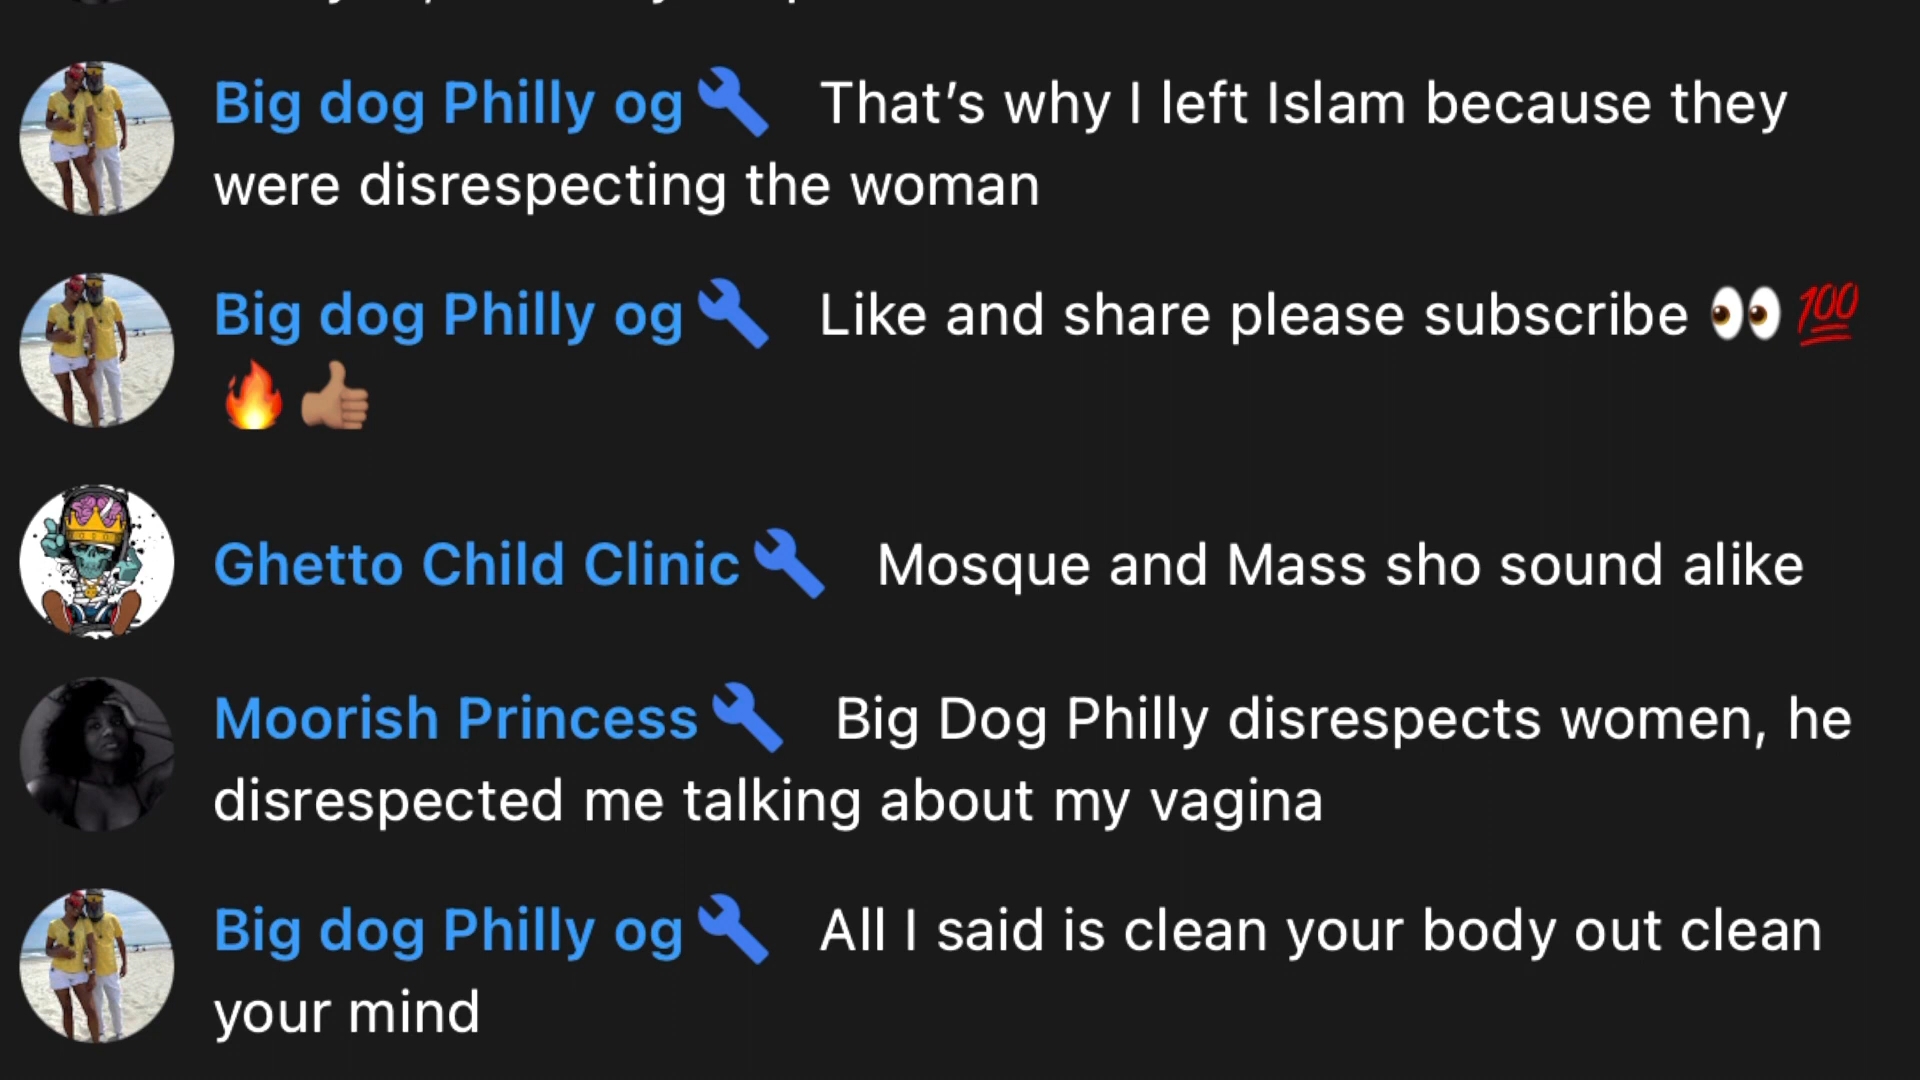 Big dog Philly og🔧 That’s why I left Islam because they
were disrespecting the woman
Big dog Philly og🔧 Like and share please subscribe 👀💯
🔥👍🏽
Ghetto Child Clinic🔧 Mosque and Mass sho sound alike
Moorish Princess🔧 Big Dog Philly disrespects women, he
disrespected me talking about my vagina
Big dog Philly og🔧 All I said is clean your body out clean
your mind